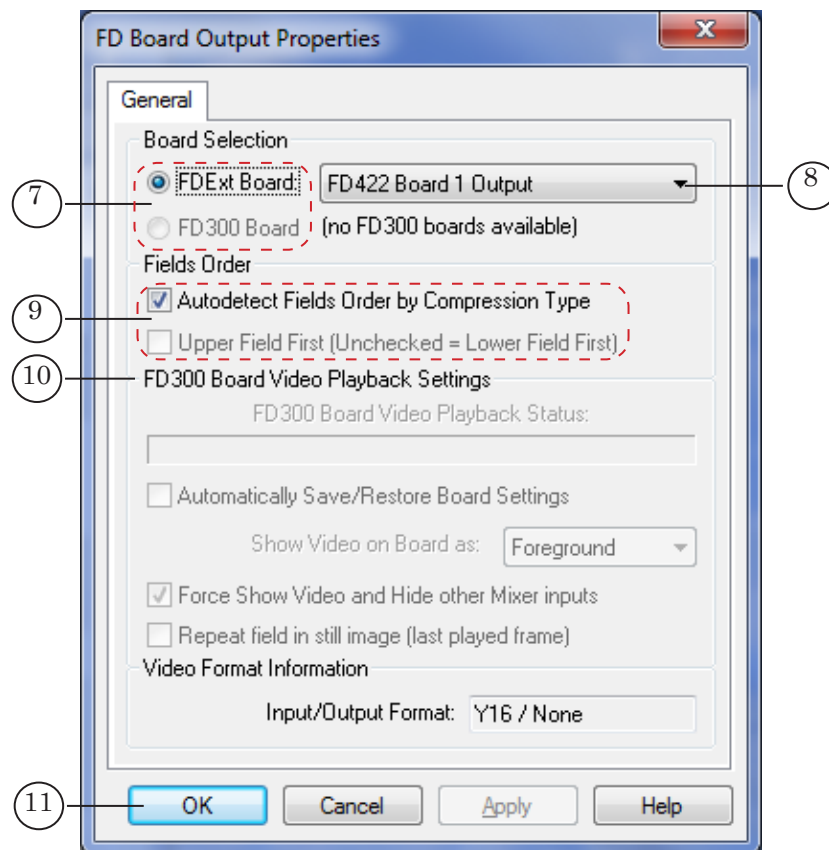 FD Board Output Properties
General
Board Selection
7
FDExt Board:
FD422 Board 1 Output
8
FD300 Board
(no FD300 boards available)
Fields Order
9
Autodetect Fields Order by Compression Type
Upper Field First (Unchecked = Lower Field First)
10
FD300 Board Video Playback Settings
FD300 Board Video Playback Status:
Automatically Save/Restore Board Settings
Show Video on Board as:
Foreground
Force Show Video and Hide other Mixer inputs
Repeat field in still image (last played frame)
Video Format Information
Input/Output Format:
Y16 / None
11
OK
Cancel
Apply
Help